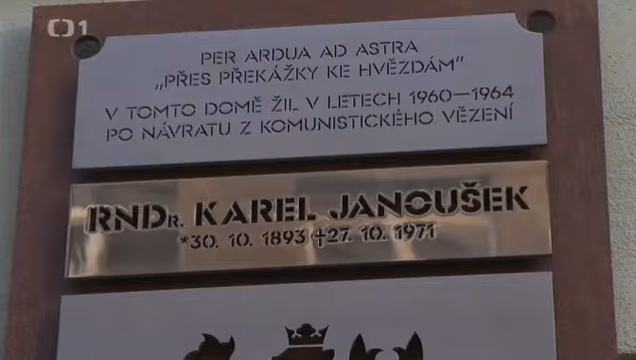 1
PER ARDUA AD ASTRA
„PŘES PŘEKÁŽKY KE HVĚZDÁM”
V TOMTO DOMĚ ŽIL V LETECH 1960—1964
PO NÁVRATU Z KOMUNISTICKÉHO VĚZENÍ
RNDR. KAREL JANOUŠEK
*30. 10. 1893 ‡27. 10. 1971